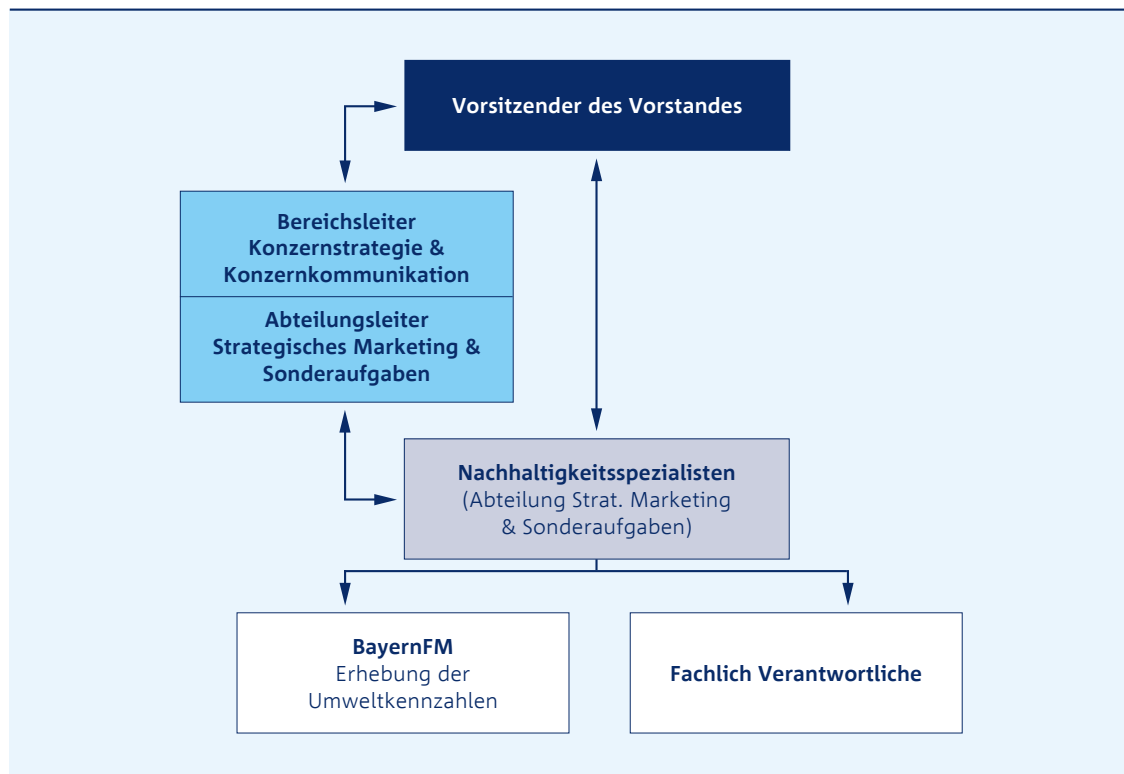 Vorsitzender des Vorstandes
Bereichsleiter
Konzernstrategie &
Konzernkommunikation
Abteilungsleiter
Strategisches Marketing &
Sonderaufgaben
Nachhaltigkeitsspezialisten
(Abteilung Strat. Marketing
& Sonderaufgaben)
BayernFM
Erhebung der
Umweltkennzahlen
Fachlich Verantwortliche